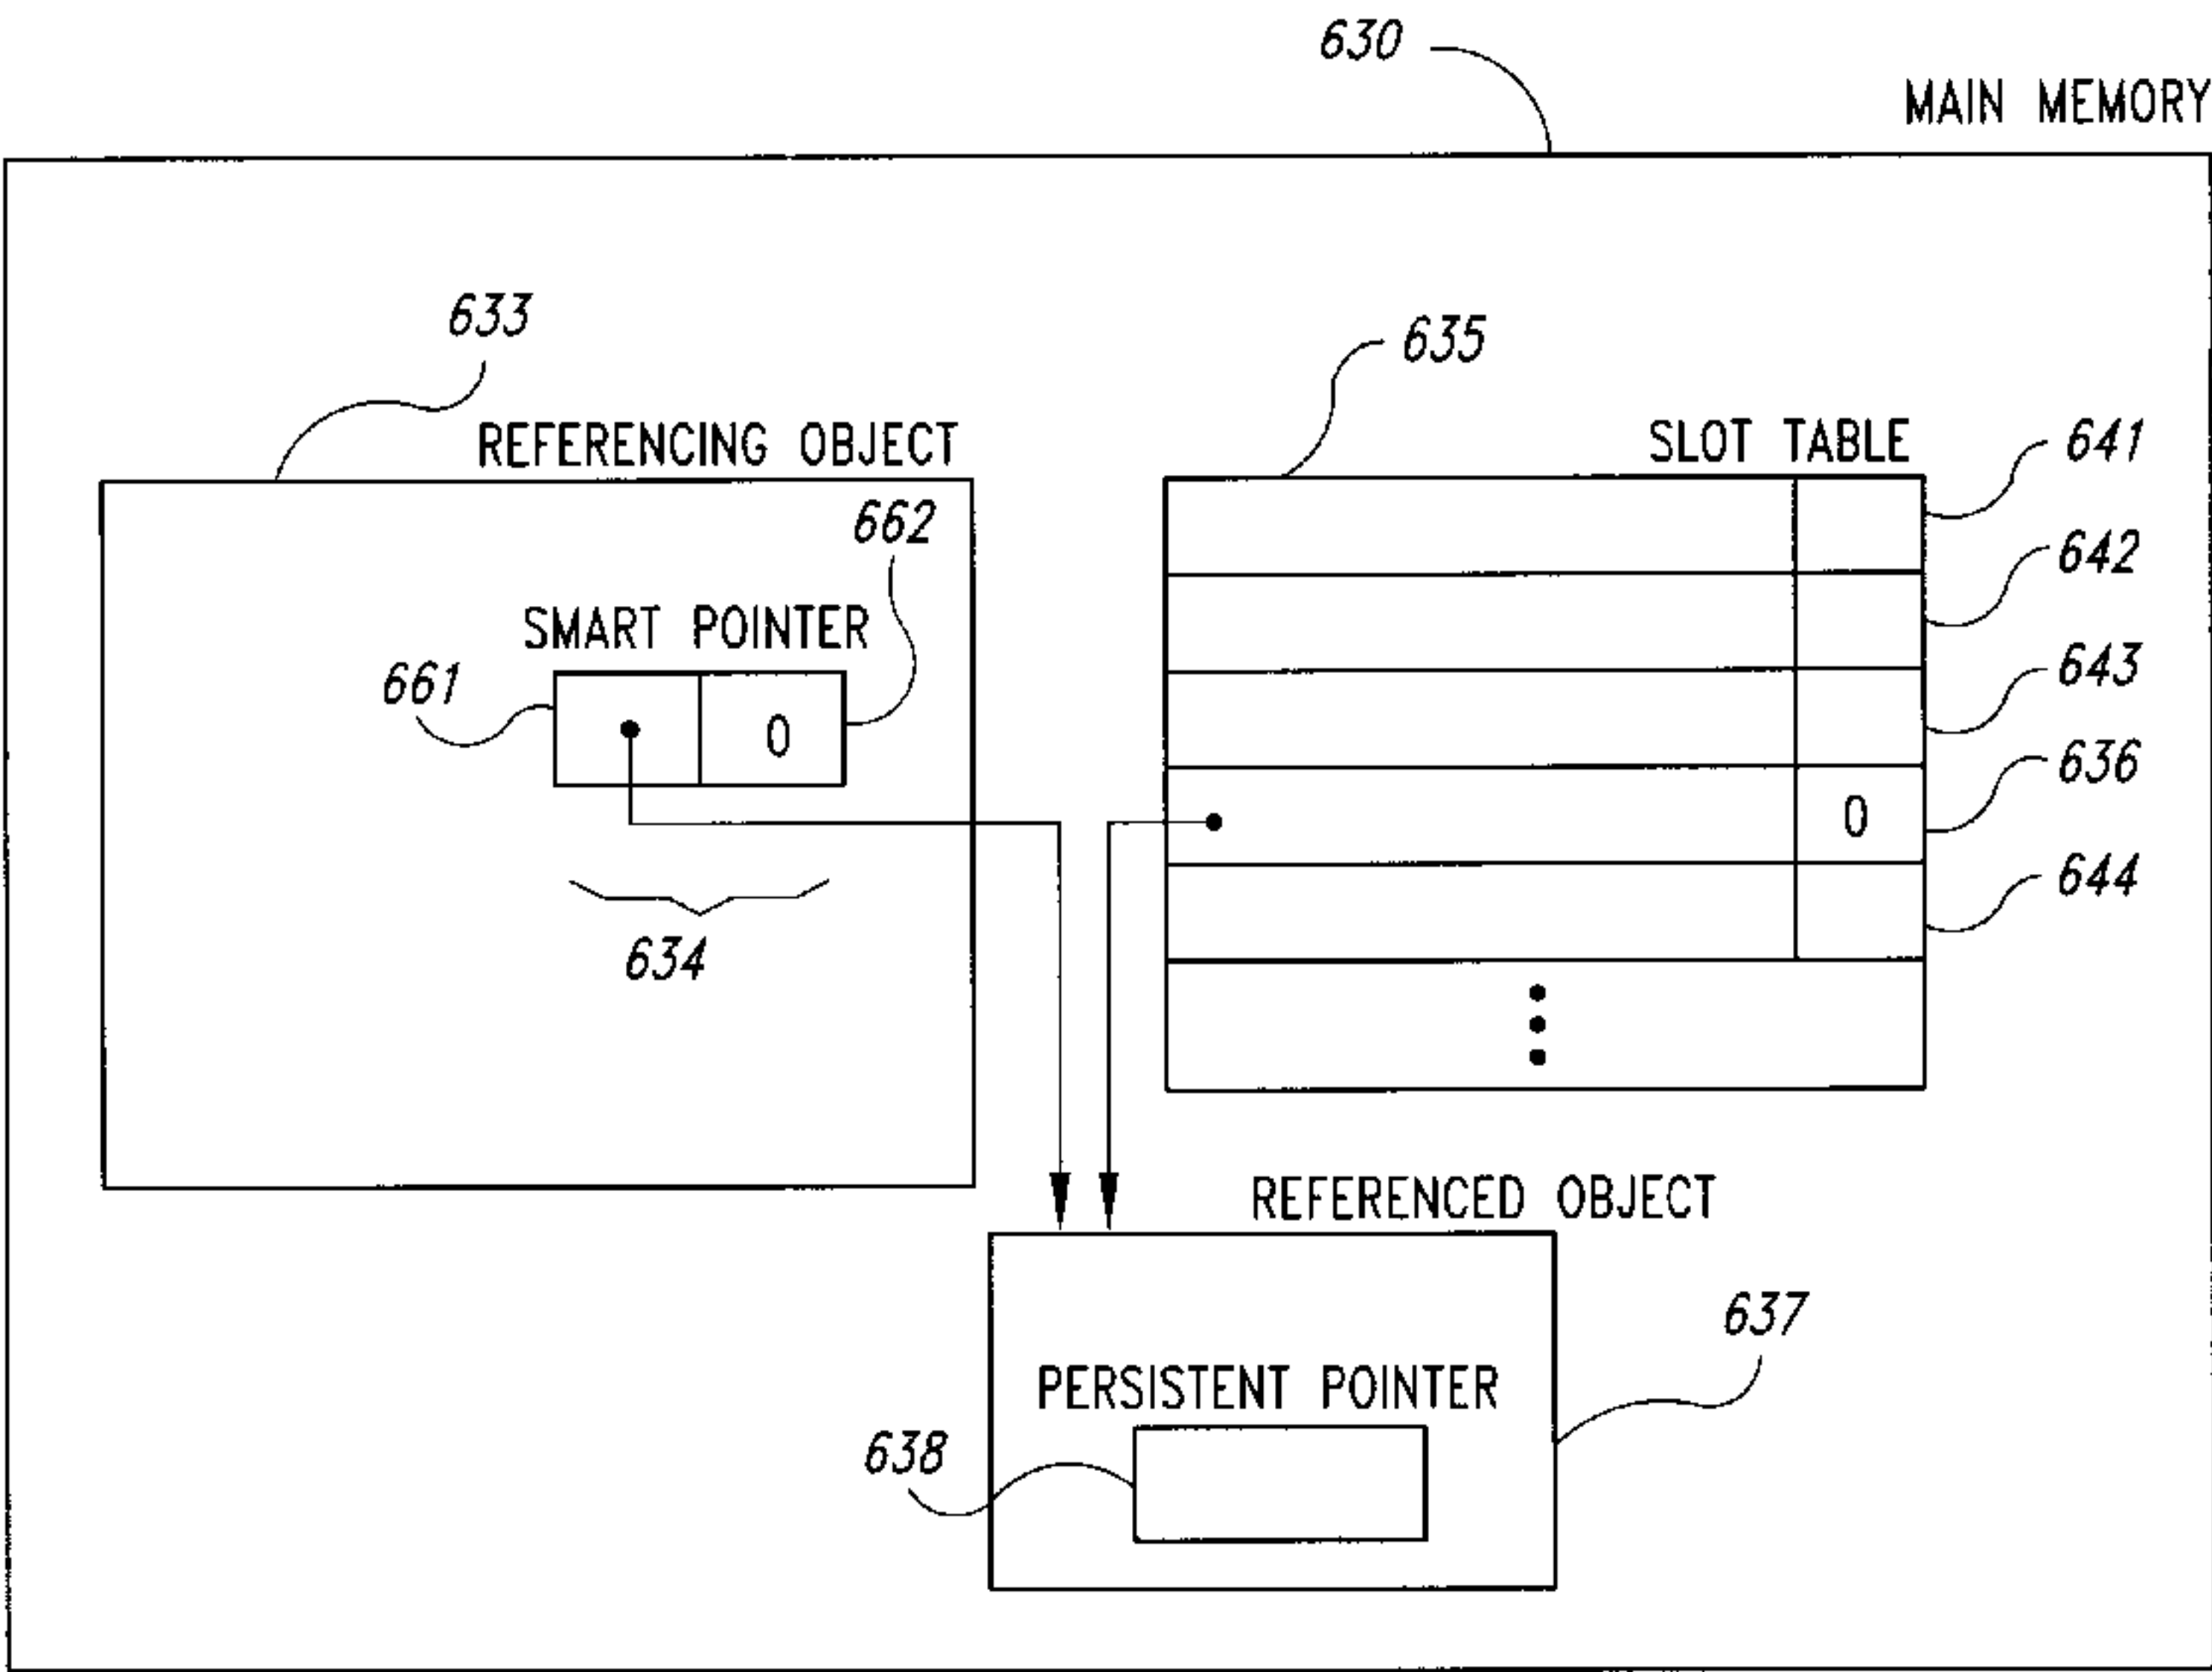 630
MAIN MEMORY
633
635
REFERENCING OBJECT
SLOT TABLE
641
662
642
SMART POINTER
661
643
0
636
0
644
634
REFERENCED OBJECT
637
PERSISTENT POINTER
638